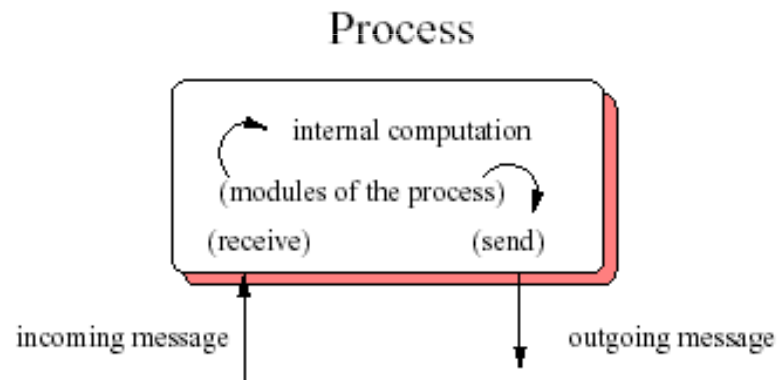 Process
internal computation
(modules of the process)
(receive)
(send)
incoming message
outgoing message